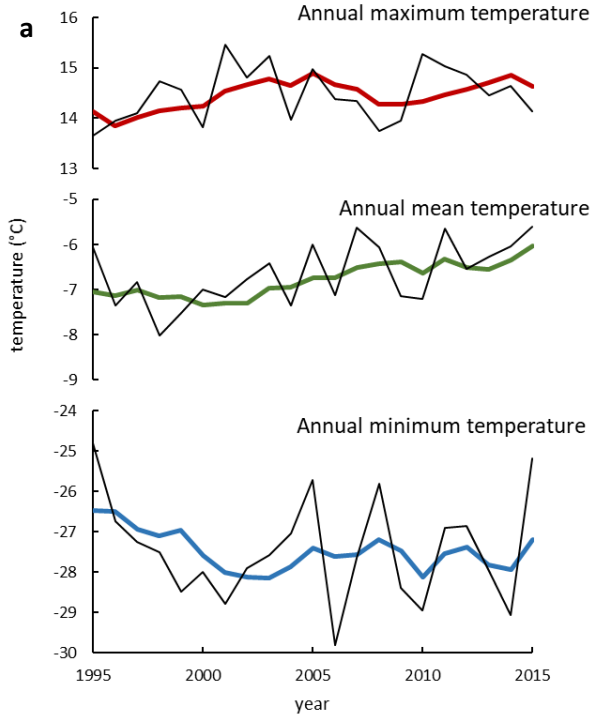 a
Annual maximum temperature
16
15
14
13
Annual mean temperature
-5
-6
-7
-8
-9
temperature (°C)
Annual minimum temperature
-24
-25
-26
-27
-28
-29
-30
1995 2000 2005 2010 2015
year